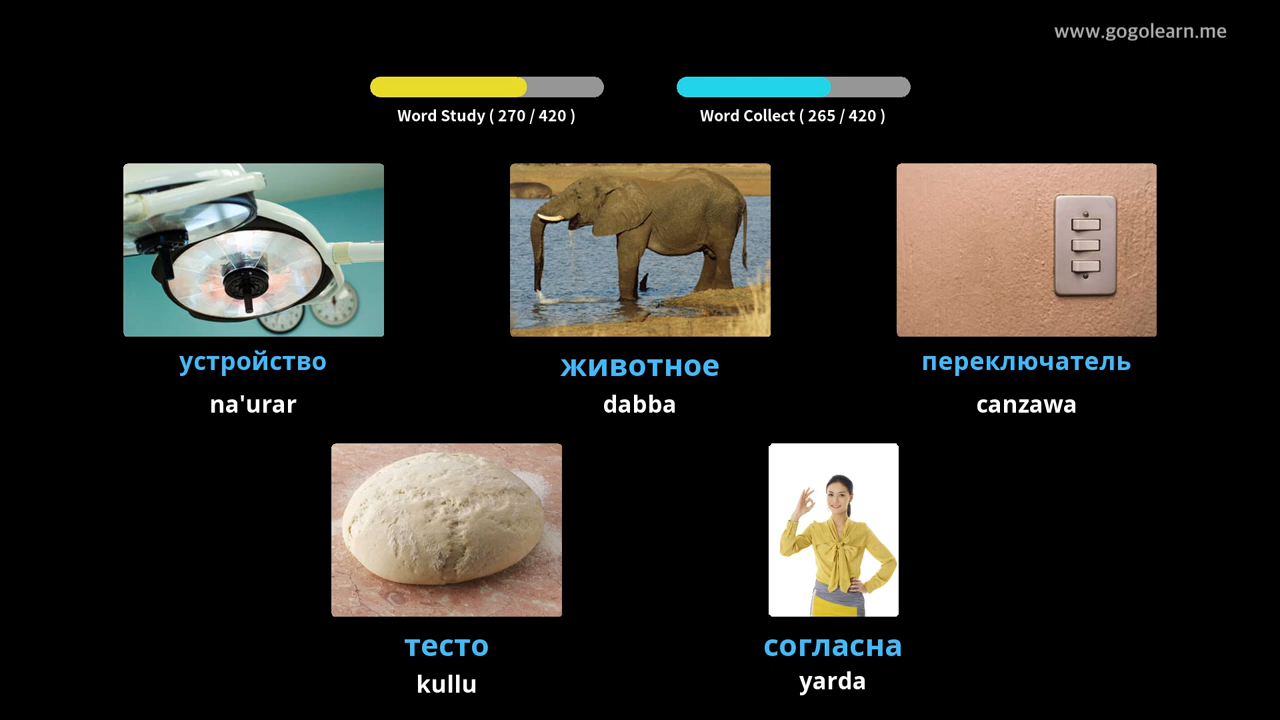 www.gogolearn.me
Word Study ( 270 / 420 )
Word Collect ( 265 / 420 )
устройство
животное
переключатель
na'urar
dabba
canzawa
тесто
согласна
kullu
yarda